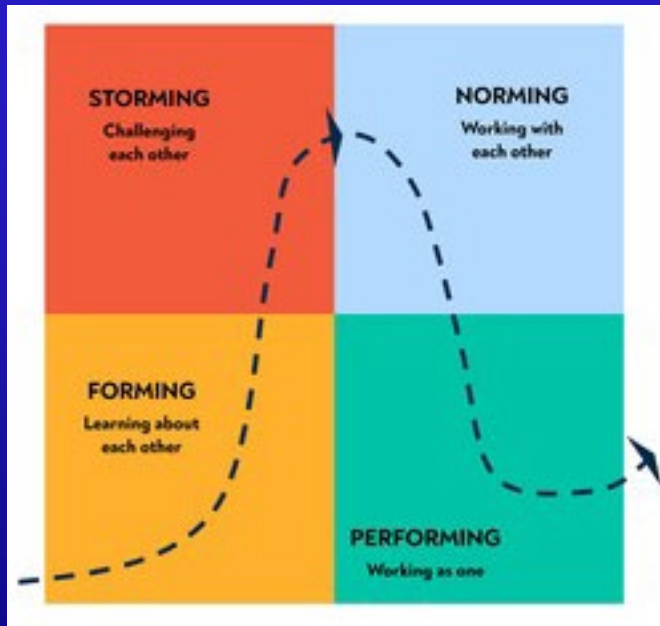 STORMING
Challenging
each other
NORMING
Working with
each other
FORMING
Learning about
each other
PERFORMING
Working as one